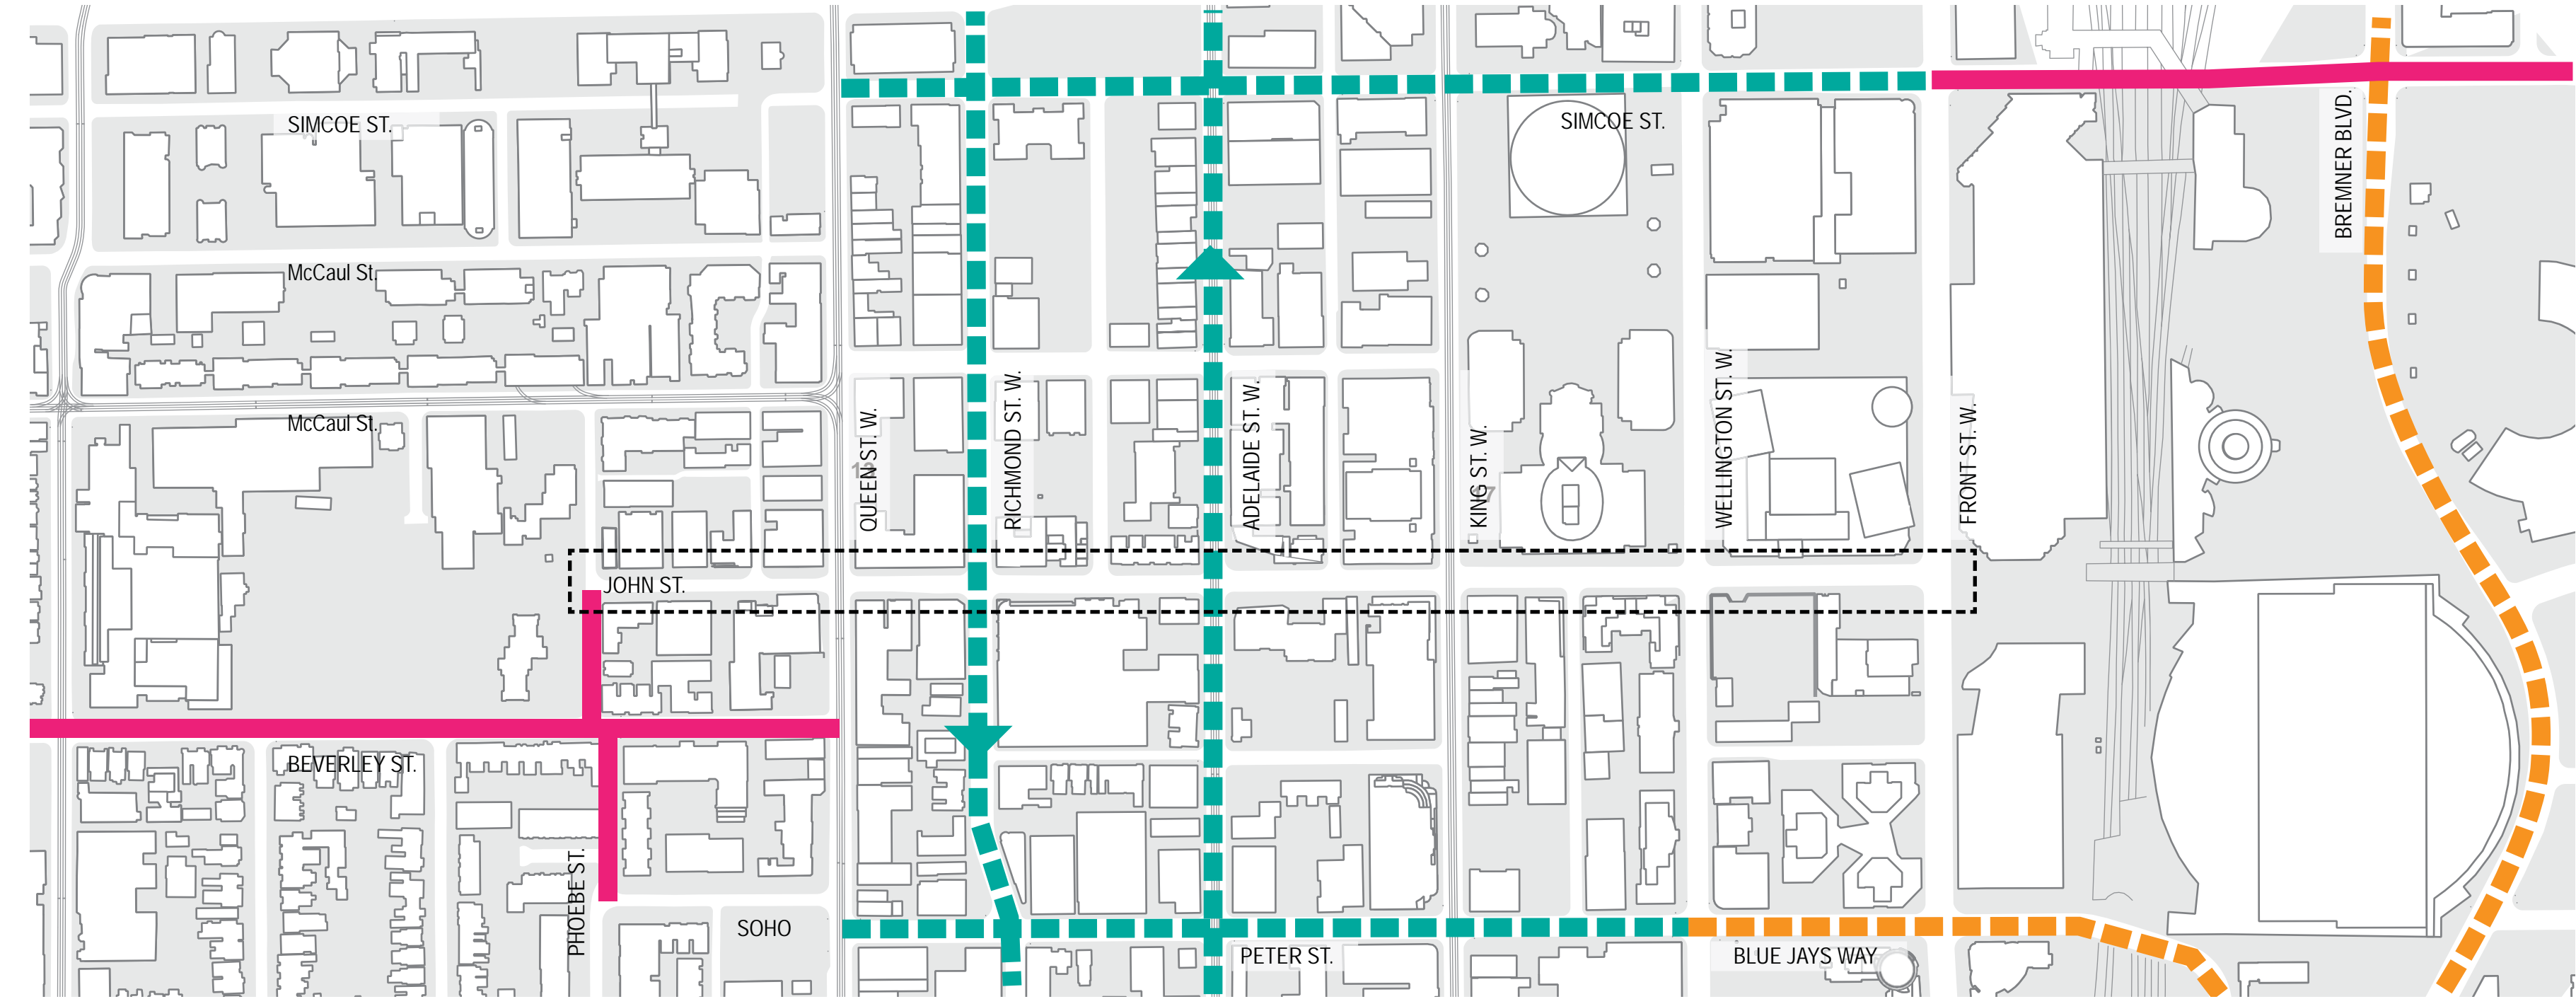 SIMCOE ST.
SIMCOE ST.
BREMNER BLVD.
McCaul St.
McCaul St.
QUEEN ST. W.
RICHMOND ST. W.
ADELAIDE ST. W.
KING ST. W.
WELLINGTON ST. W.
FRONT ST. W.
JOHN ST.
BEVERLEY ST.
PHOEBE ST.
SOHO
PETER ST.
BLUE JAYS WAY